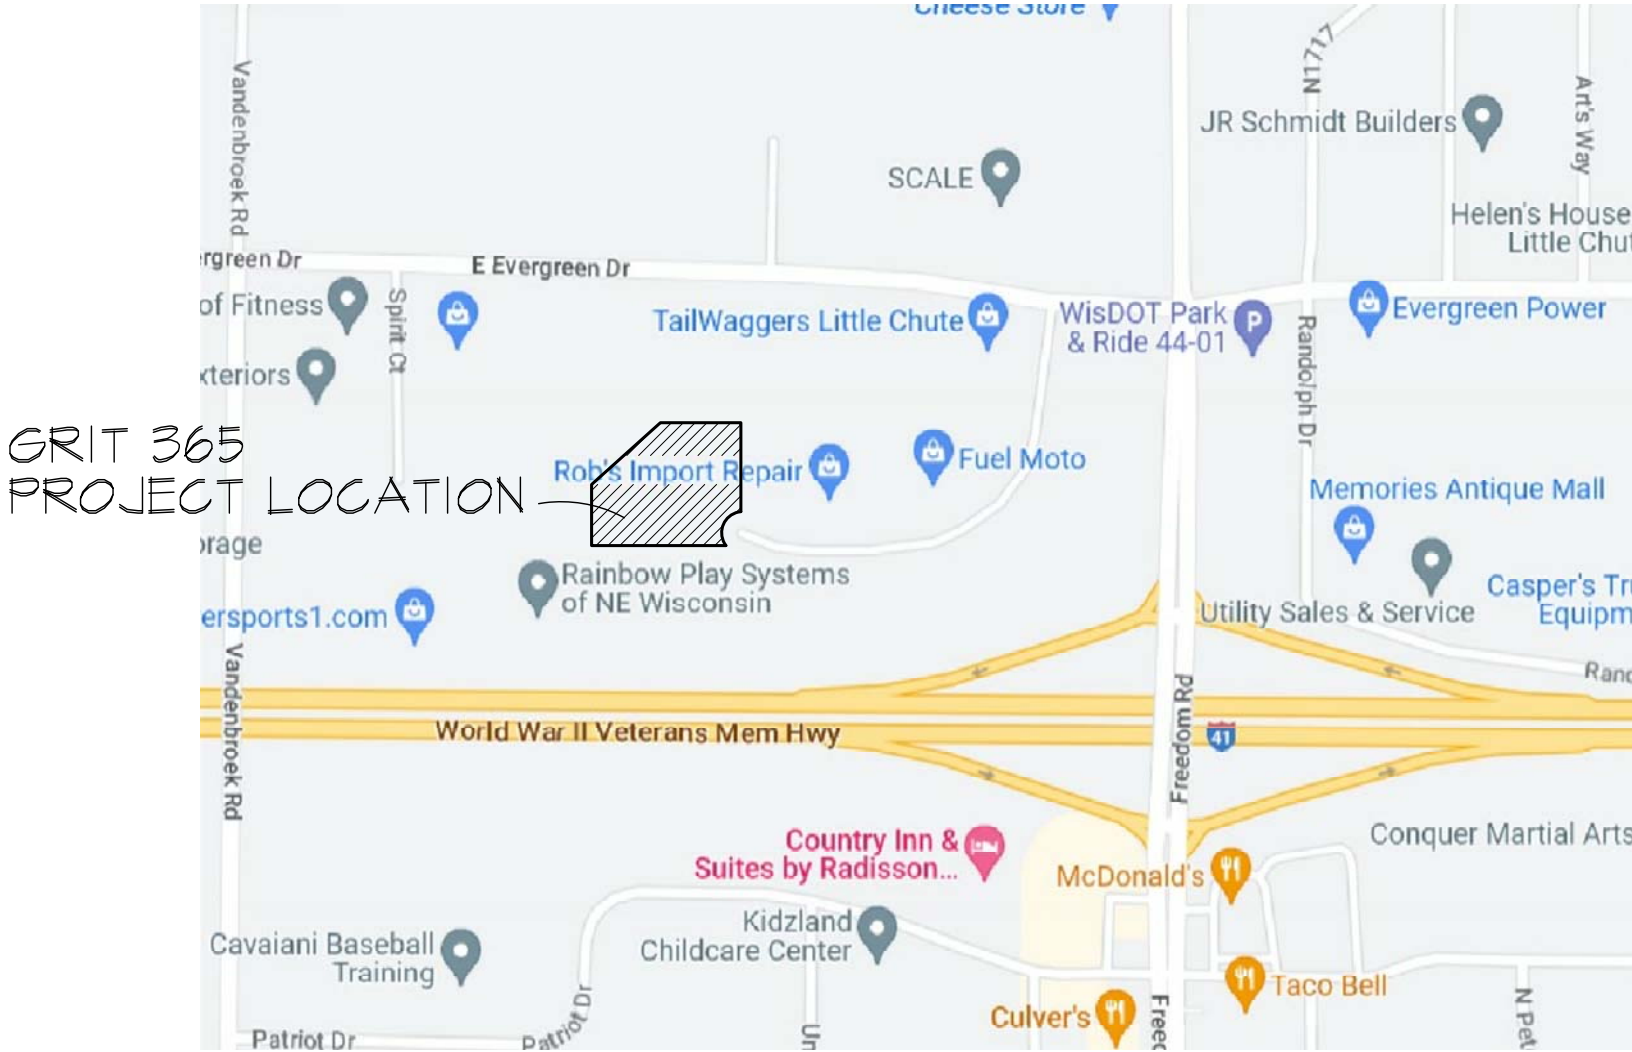 Cheese Store
Vandenbroek Rd
N L717
JR Schmidt Builders
Art's Way
SCALE
Helen's House
Little Chut
ergreen Dr
E Evergreen Dr
of Fitness
Spirit Ct
TailWaggers Little Chute
WisDOT Park
& Ride 44-01
P
Evergreen Power
Randolph Dr
xteriors
GRIT 365
PROJECT LOCATION
Rob's Import Repair
Fuel Moto
Memories Antique Mall
orage
Rainbow Play Systems
of NE Wisconsin
ersports1.com
Utility Sales & Service
Casper's Tru
Equipm
Vandenbroek Rd
Rand
World War II Veterans Mem Hwy
Freedom Rd
41
Country Inn &
Suites by Radisson...
McDonald's
Conquer Martial Arts
Kidzland
Childcare Center
Cavaiani Baseball
Training
Taco Bell
Culver's
Patriot Dr
Patriot Dr
Un
Freed
N Pet